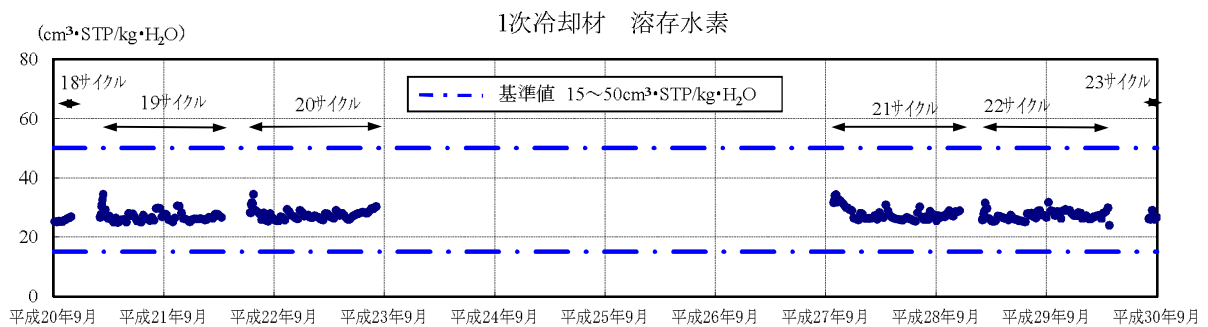 1次冷却材　溶存水素
(cm³•STP/kg•H₂O)
80
60
40
20
0
18サイクル
19サイクル
20サイクル
基準値 15～50cm³•STP/kg•H₂O
21サイクル
22サイクル
23サイクル
平成20年9月 平成21年9月 平成22年9月 平成23年9月 平成24年9月 平成25年9月 平成26年9月 平成27年9月 平成28年9月 平成29年9月 平成30年9月